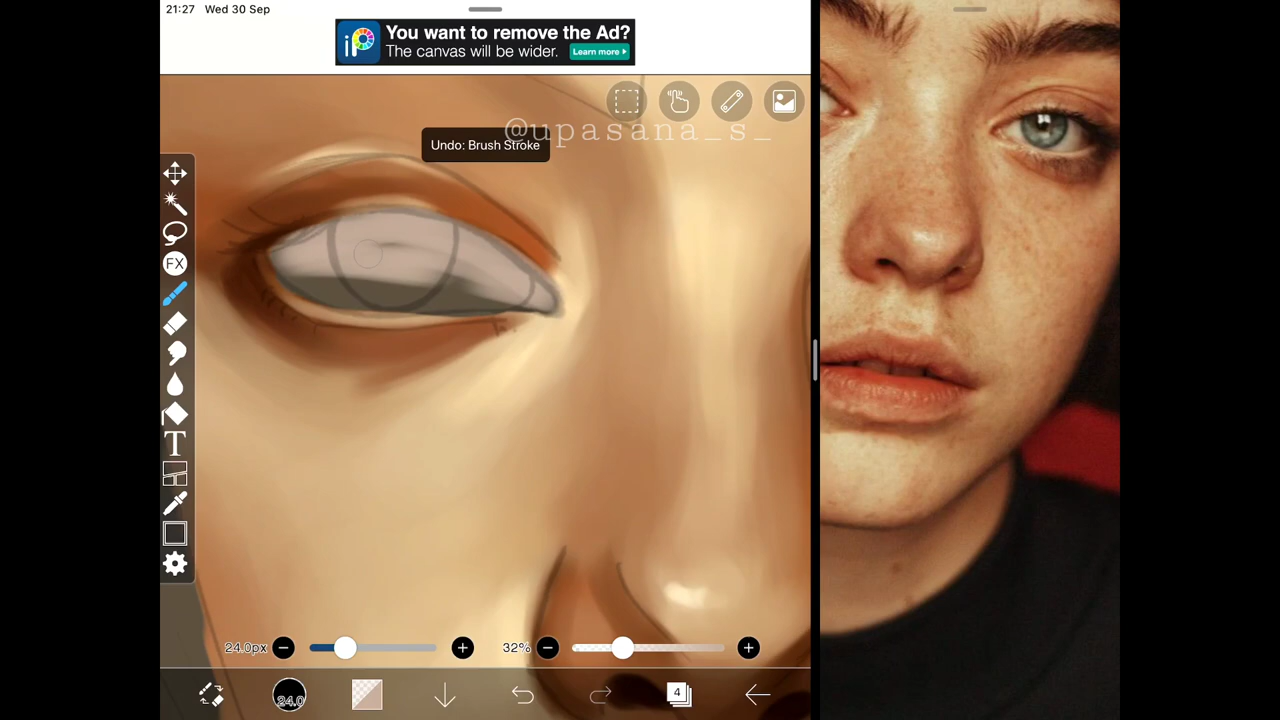 21:27 Wed 30 Sep
iP
You want to remove the Ad?
The canvas will be wider. Learn more
@upasana_s_
Undo: Brush Stroke
FX
T
24.0px
32%
24.0
4